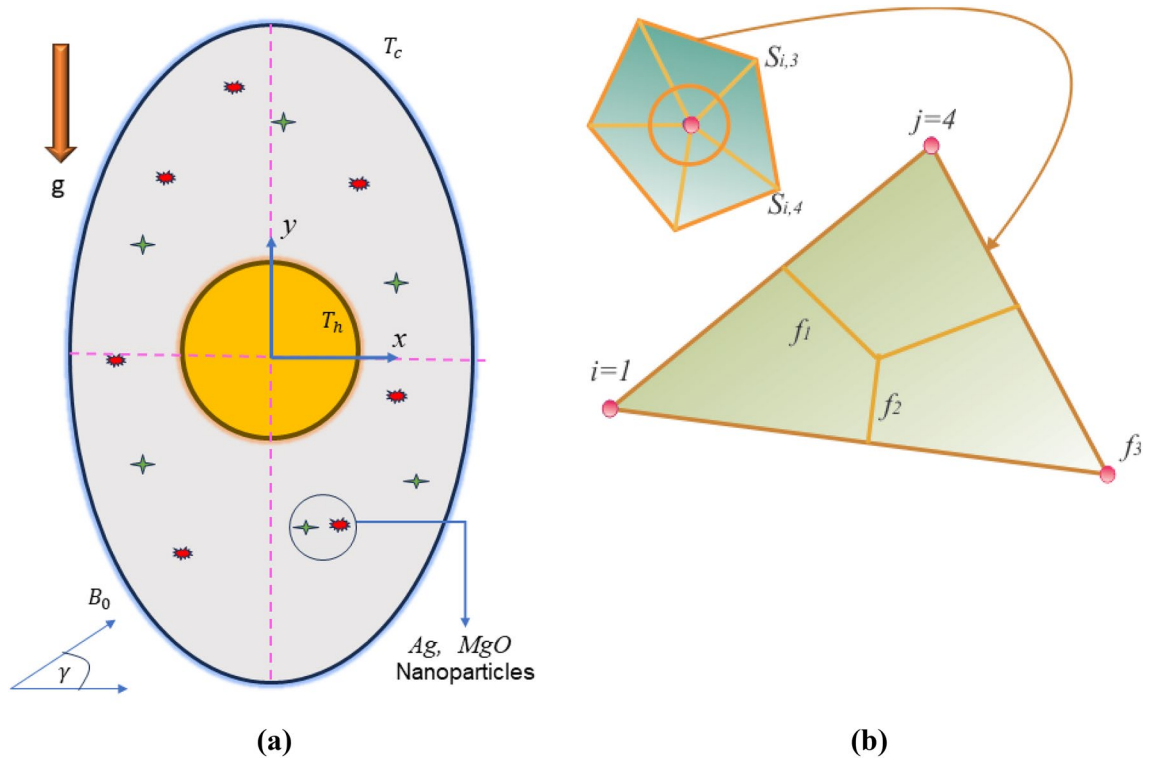 T_c
g
y
T_h
x
B_0
γ
Ag, MgO
Nanoparticles
(a)
S_{i,3}
S_{i,4}
j=4
f_1
i=1
f_2
f_3
(b)